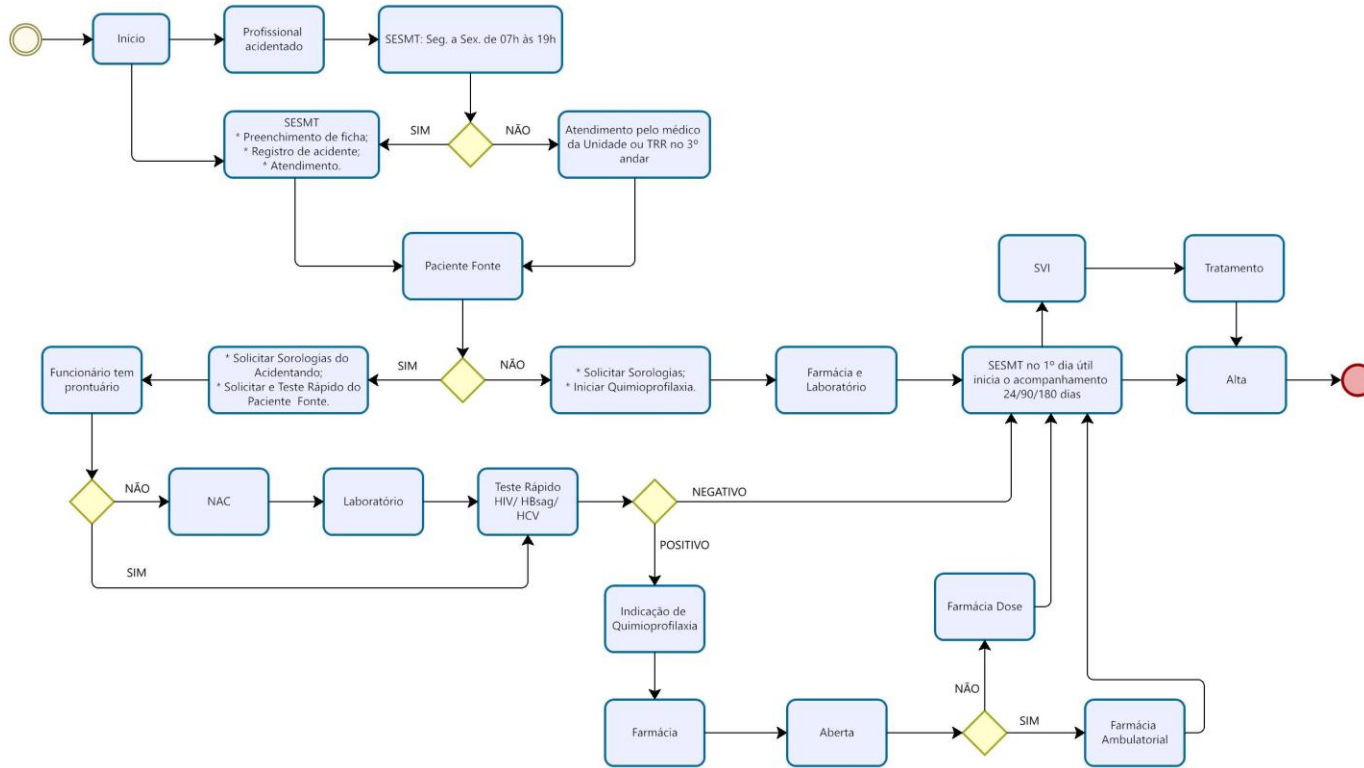 Início
Profissional
acidentado
SESMT: Seg. a Sex. de 07h às 19h
SESMT
* Preenchimento de ficha;
* Registro de acidente;
* Atendimento.
SIM
NÃO
Atendimento pelo médico
da Unidade ou TRR no 3º
andar
Paciente Fonte
SVI
Tratamento
Funcionário tem
prontuário
* Solicitar Sorologias do
Acidentando;
* Solicitar e Teste Rápido do
Paciente Fonte.
SIM
NÃO
* Solicitar Sorologias;
* Iniciar Quimioprofilaxia.
Farmácia e
Laboratório
SESMT no 1º dia útil
inicia o acompanhamento
24/90/180 dias
Alta
NÃO
NAC
Laboratório
Teste Rápido
HIV/ HBsag/
HCV
NEGATIVO
SIM
POSITIVO
Indicação de
Quimioprofilaxia
Farmácia Dose
NÃO
Farmácia
Aberta
SIM
Farmácia
Ambulatorial